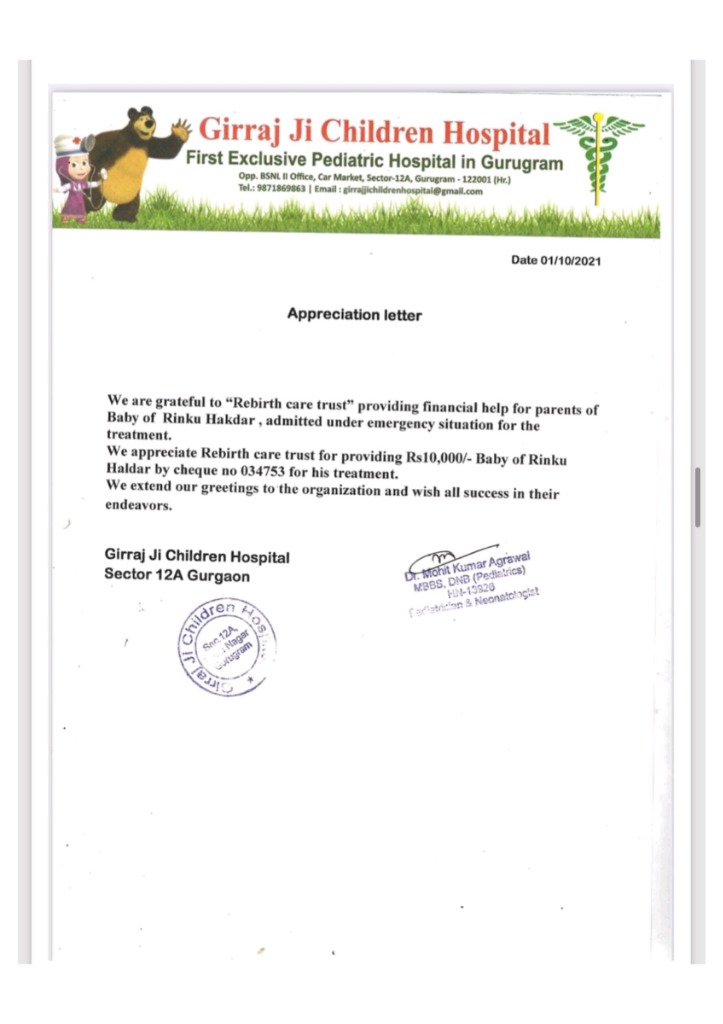 Girraj Ji Children Hospital
First Exclusive Pediatric Hospital in Gurugram
Opp. BSNL II Office, Car Market, Sector-12A, Gurugram - 122001 (Hr.)
Tel.: 9871869863 | Email : girrajjichildrenhospital@gmail.com
Date 01/10/2021
Appreciation letter
We are grateful to “Rebirth care trust” providing financial help for parents of
Baby of Rinku Hakdar , admitted under emergency situation for the
treatment.
We appreciate Rebirth care trust for providing Rs10,000/- Baby of Rinku
Haldar by cheque no 034753 for his treatment.
We extend our greetings to the organization and wish all success in their
endeavors.
Girraj Ji Children Hospital
Sector 12A Gurgaon
Dr. Mohit Kumar Agrawal
MBBS, DNB (Pediatrics)
Pediatrician & Neonatologist
Girraj Ji Children
Sec.12A,
Nagar
Gurugram